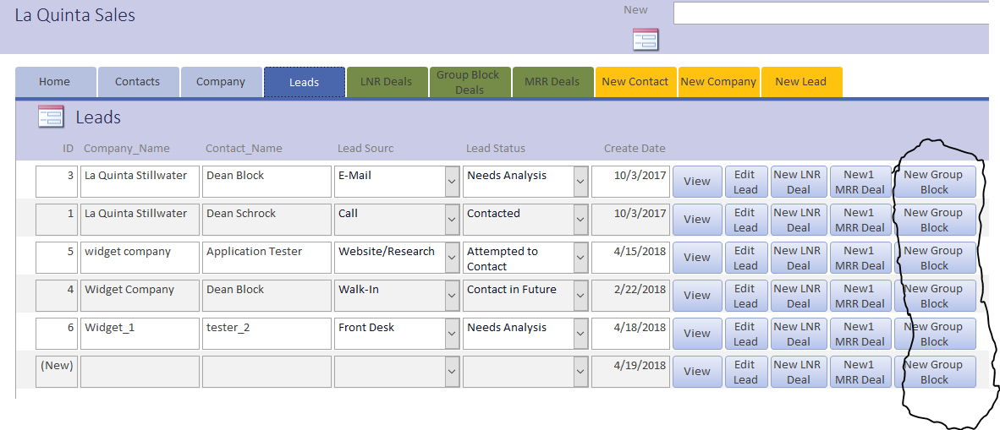 La Quinta Sales
New
Home Contacts Company Leads LNR Deals Group Block Deals MRR Deals New Contact New Company New Lead
Leads
ID Company_Name Contact_Name Lead Sourc Lead Status Create Date
3 La Quinta Stillwater Dean Block E-Mail Needs Analysis 10/3/2017 View Edit Lead New LNR Deal New1 MRR Deal New Group Block
1 La Quinta Stillwater Dean Schrock Call Contacted 10/3/2017 View Edit Lead New LNR Deal New1 MRR Deal New Group Block
5 widget company Application Tester Website/Research Attempted to Contact 4/15/2018 View Edit Lead New LNR Deal New1 MRR Deal New Group Block
4 Widget Company Dean Block Walk-In Contact in Future 2/22/2018 View Edit Lead New LNR Deal New1 MRR Deal New Group Block
6 Widget_1 tester_2 Front Desk Needs Analysis 4/18/2018 View Edit Lead New LNR Deal New1 MRR Deal New Group Block
(New) 4/19/2018 View Edit Lead New LNR Deal New1 MRR Deal New Group Block